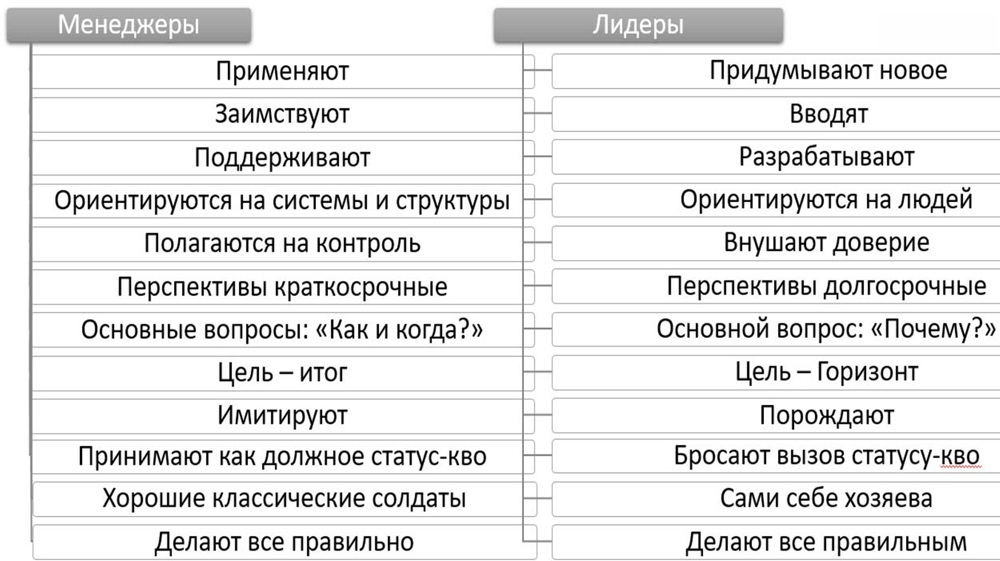 Менеджеры
Применяют
Заимствуют
Поддерживают
Ориентируются на системы и структуры
Полагаются на контроль
Перспективы краткосрочные
Основные вопросы: «Как и когда?»
Цель – итог
Имитируют
Принимают как должное статус-кво
Хорошие классические солдаты
Делают все правильно
Лидеры
Придумывают новое
Вводят
Разрабатывают
Ориентируются на людей
Внушают доверие
Перспективы долгосрочные
Основной вопрос: «Почему?»
Цель – Горизонт
Порождают
Бросают вызов статусу-кво
Сами себе хозяева
Делают все правильным